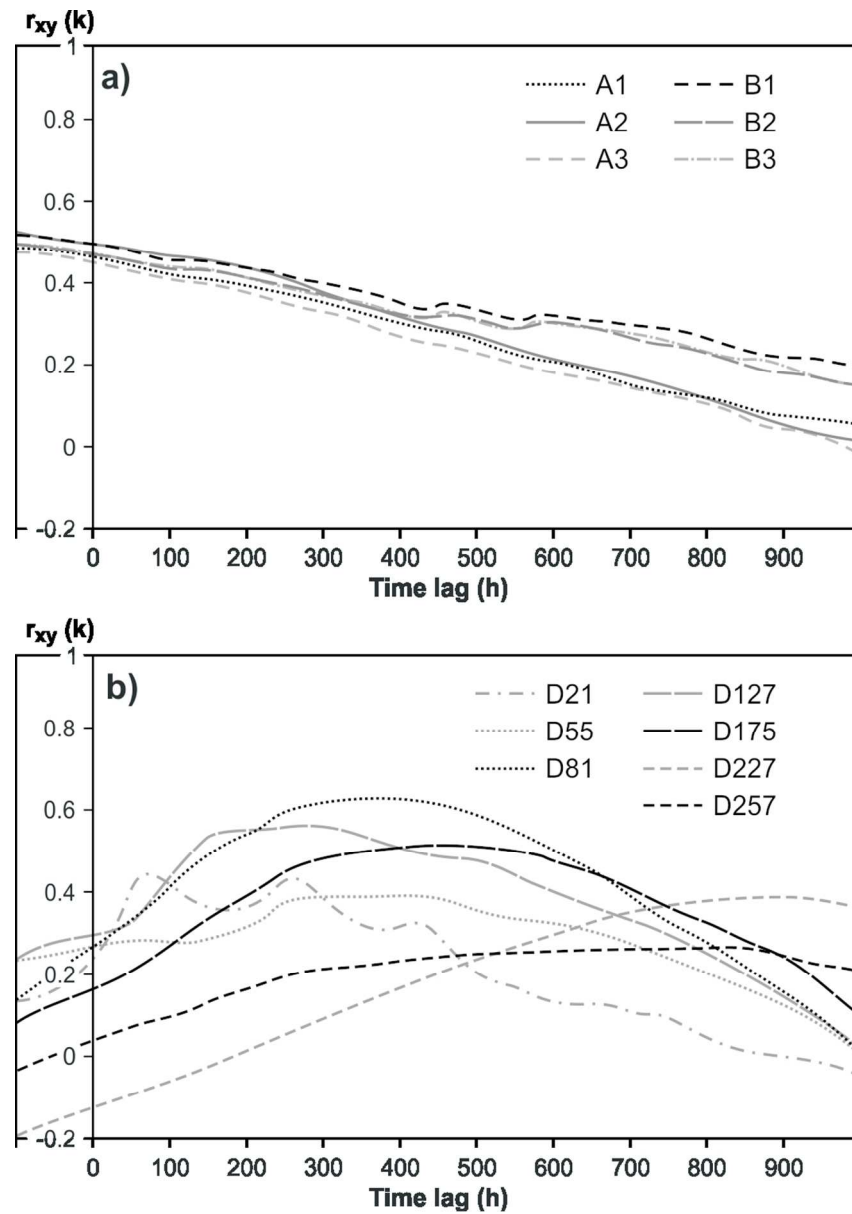 r_xy (k)
1
a)
A1 B1
0.8
A2 B2
A3 B3
0.6
0.4
0.2
0
-0.2
0 100 200 300 400 500 600 700 800 900
Time lag (h)
r_xy (k)
1
b)
D21 D127
0.8
D55 D175
D81 D227
D257
0.6
0.4
0.2
0
-0.2
0 100 200 300 400 500 600 700 800 900
Time lag (h)